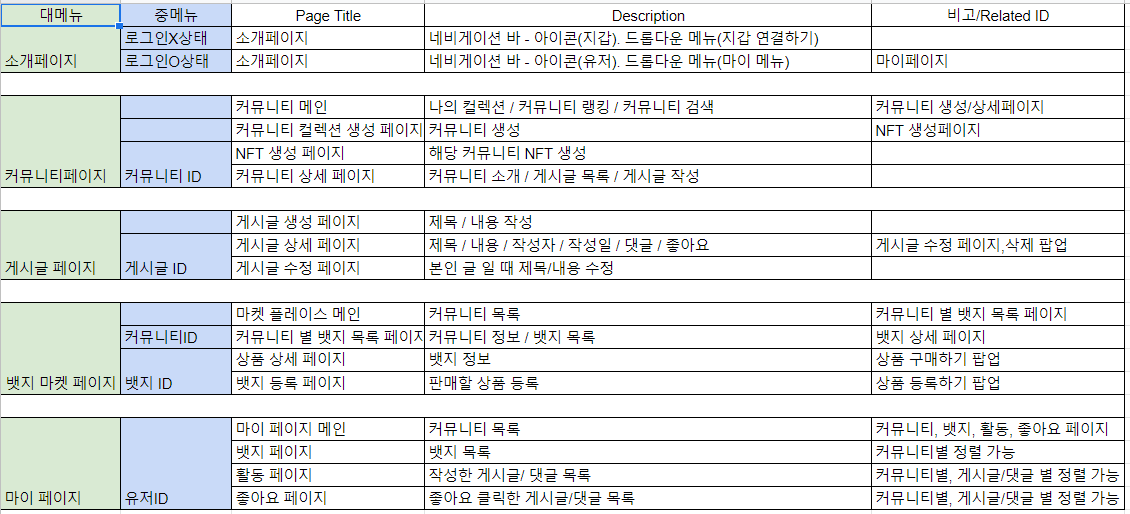 대메뉴 중메뉴 Page Title Description 비고/Related ID
로그인X상태 소개페이지 네비게이션 바 - 아이콘(지갑). 드롭다운 메뉴(지갑 연결하기)
소개페이지 로그인O상태 소개페이지 네비게이션 바 - 아이콘(유저). 드롭다운 메뉴(마이 메뉴) 마이페이지
커뮤니티 메인 나의 컬렉션 / 커뮤니티 랭킹 / 커뮤니티 검색 커뮤니티 생성/상세페이지
커뮤니티 컬렉션 생성 페이지 커뮤니티 생성 NFT 생성페이지
NFT 생성 페이지 해당 커뮤니티 NFT 생성
커뮤니티페이지 커뮤니티 ID 커뮤니티 상세 페이지 커뮤니티 소개 / 게시글 목록 / 게시글 작성
게시글 생성 페이지 제목 / 내용 작성
게시글 상세 페이지 제목 / 내용 / 작성자 / 작성일 / 댓글 / 좋아요 게시글 수정 페이지,삭제 팝업
게시글 페이지 게시글 ID 게시글 수정 페이지 본인 글 일 때 제목/내용 수정
마켓 플레이스 메인 커뮤니티 목록 커뮤니티 별 뱃지 목록 페이지
커뮤니티ID 커뮤니티 별 뱃지 목록 페이지 커뮤니티 정보 / 뱃지 목록 뱃지 상세 페이지
상품 상세 페이지 뱃지 정보 상품 구매하기 팝업
뱃지 마켓 페이지 뱃지 ID 뱃지 등록 페이지 판매할 상품 등록 상품 등록하기 팝업
마이 페이지 메인 커뮤니티 목록 커뮤니티, 뱃지, 활동, 좋아요 페이지
뱃지 페이지 뱃지 목록 커뮤니티별 정렬 가능
활동 페이지 작성한 게시글/ 댓글 목록 커뮤니티별, 게시글/댓글 별 정렬 가능
마이 페이지 유저ID 좋아요 페이지 좋아요 클릭한 게시글/댓글 목록 커뮤니티별, 게시글/댓글 별 정렬 가능